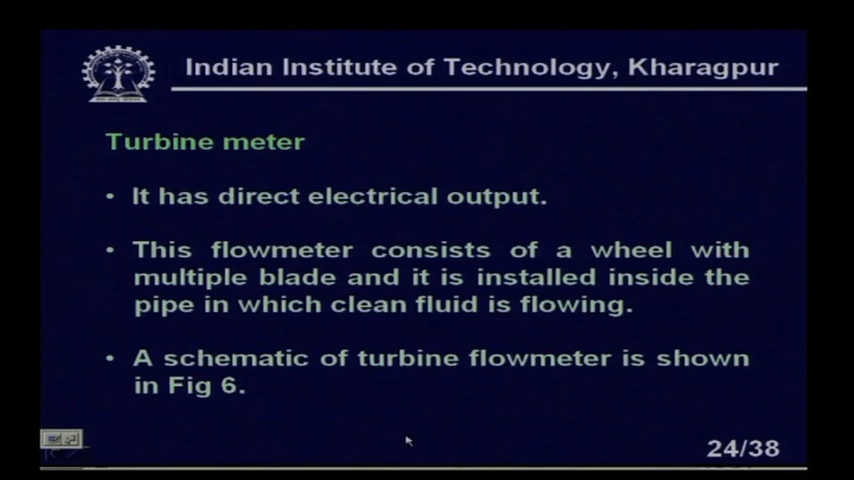 Indian Institute of Technology, Kharagpur
Turbine meter
• It has direct electrical output.
• This flowmeter consists of a wheel with
multiple blade and it is installed inside the
pipe in which clean fluid is flowing.
• A schematic of turbine flowmeter is shown
in Fig 6.
24/38